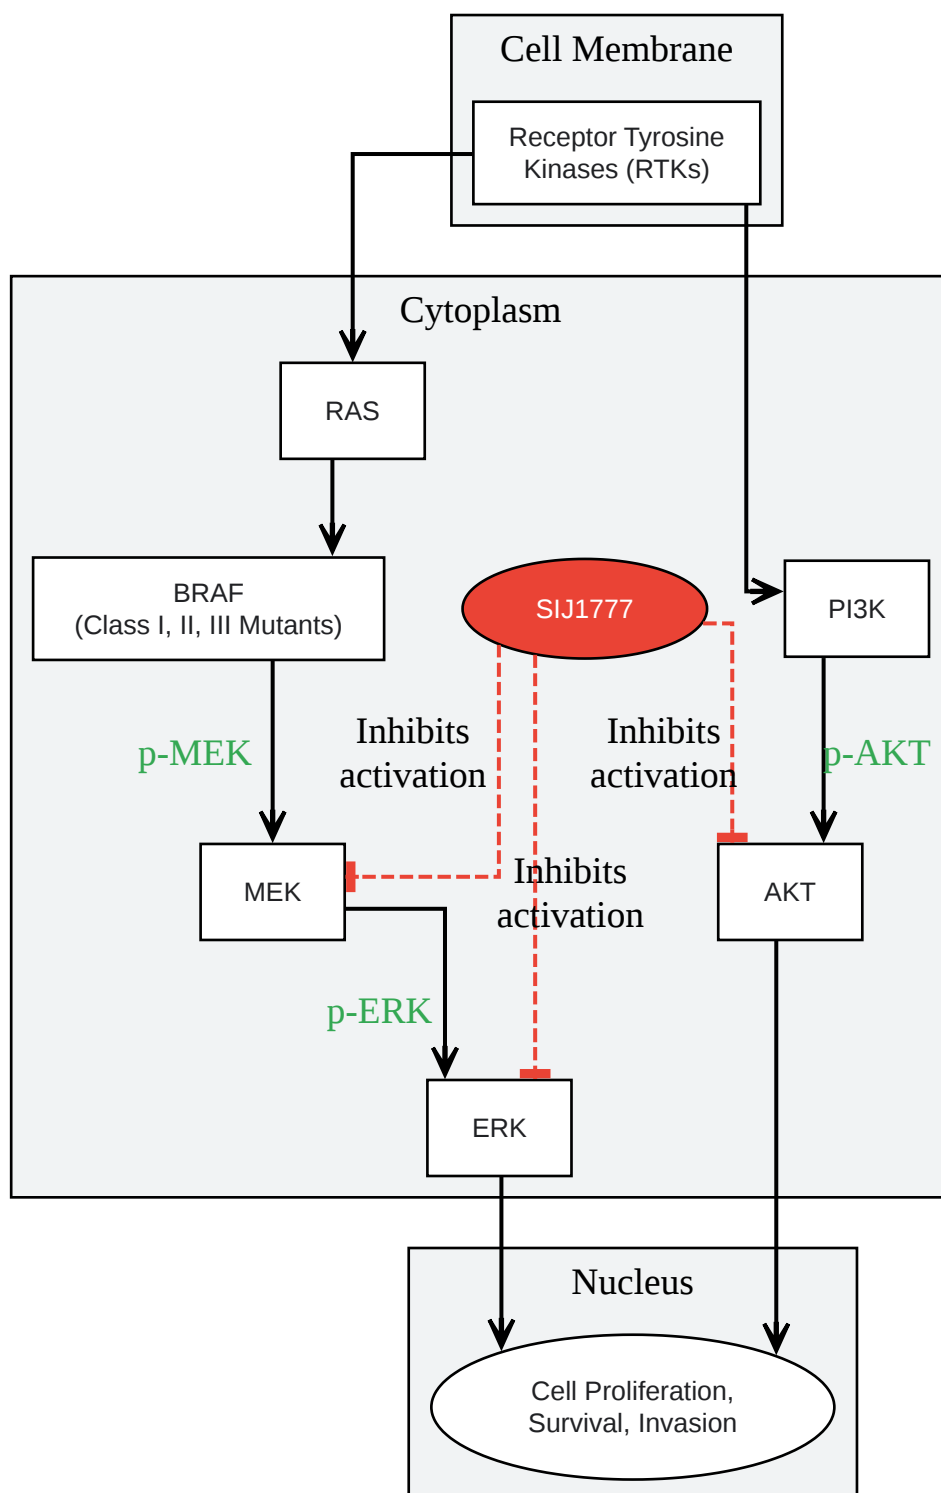 Cell Membrane
Receptor Tyrosine
Kinases (RTKs)
Cytoplasm
RAS
BRAF
(Class I, II, III Mutants)
SIJ1777
PI3K
Inhibits
activation
Inhibits
activation
p-MEK
p-AKT
MEK
Inhibits
activation
AKT
p-ERK
ERK
Nucleus
Cell Proliferation,
Survival, Invasion